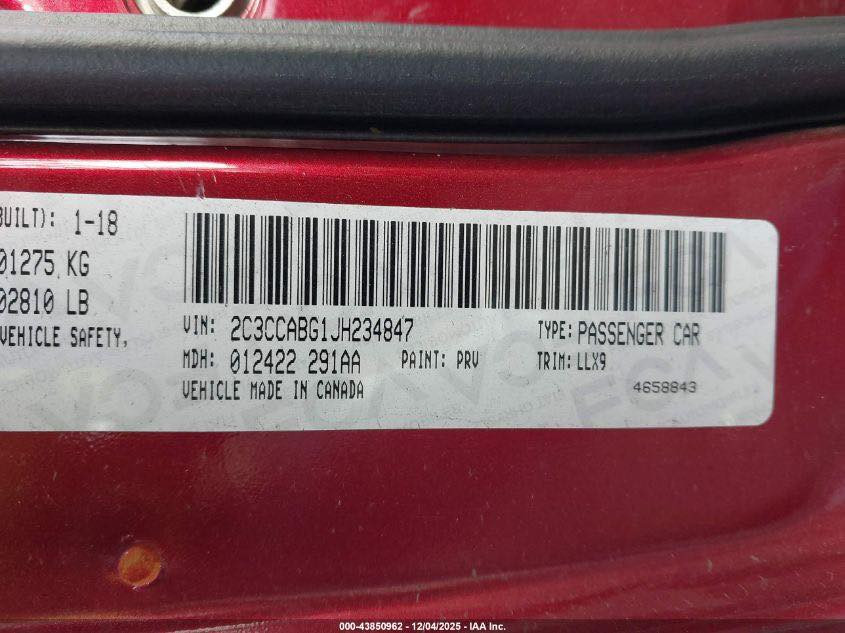 BUILT): 1-18
01275 KG
02810 LB
VEHICLE SAFETY,
VIN: 2C3CCABG1JH234847 TYPE: PASSENGER CAR
MDH: 012422 291AA PAINT: PRV TRIM: LLX9
VEHICLE MADE IN CANADA 4658843
000-43850962 - 12/04/2025 - IAA Inc.